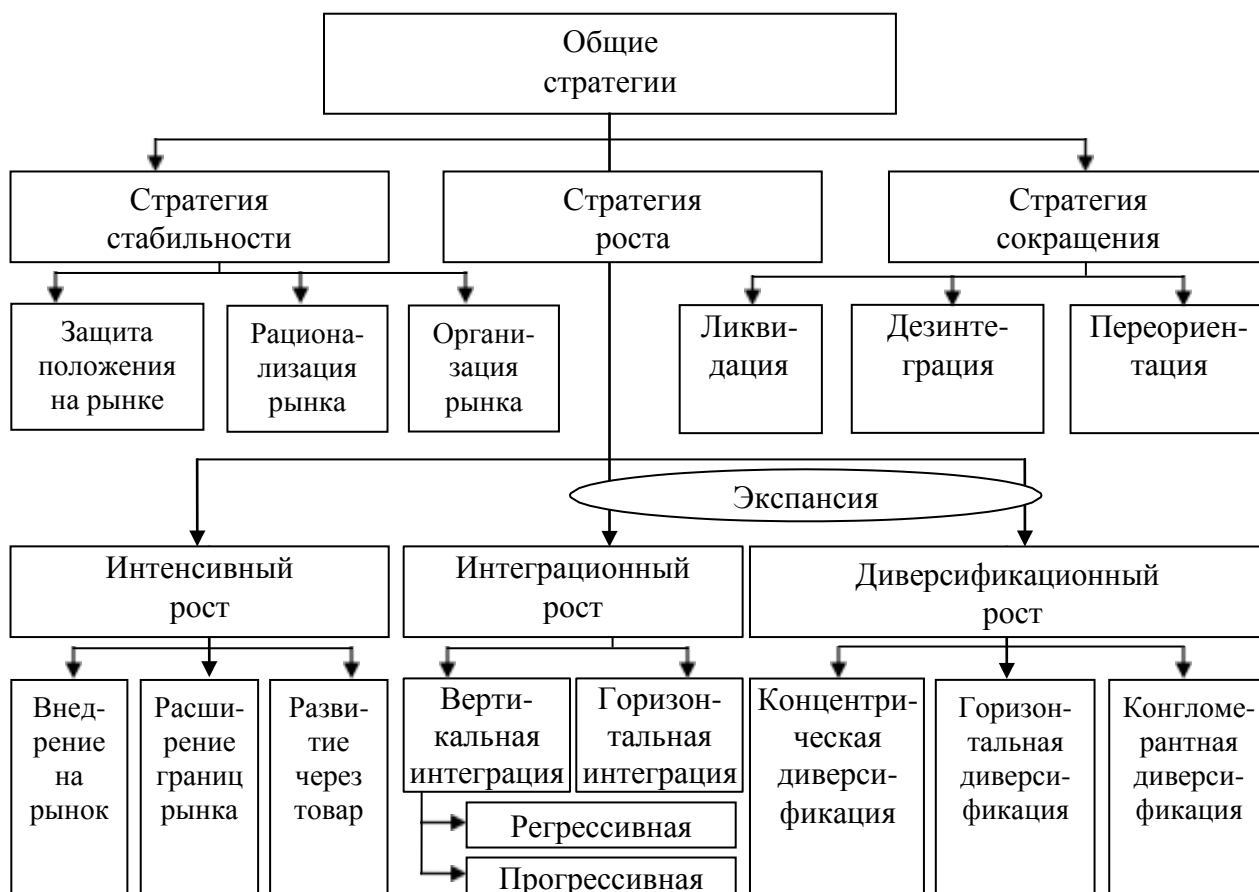 Общие
стратегии
Стратегия
стабильности
Стратегия
роста
Стратегия
сокращения
Защита
положения
на рынке
Рациона-
лизация
рынка
Органи-
зация
рынка
Ликви-
дация
Дезинте-
грация
Переориен-
тация
Экспансия
Интенсивный
рост
Интеграционный
рост
Диверсификационный
рост
Внед-
рение
на
рынок
Расши-
рение
границ
рынка
Разви-
тие
через
товар
Верти-
кальная
интеграция
Горизон-
тальная
интеграция
Регрессивная
Прогрессивная
Концентри-
ческая
диверси-
фикация
Горизон-
тальная
диверси-
фикация
Конгломе-
рантная
диверси-
фикация